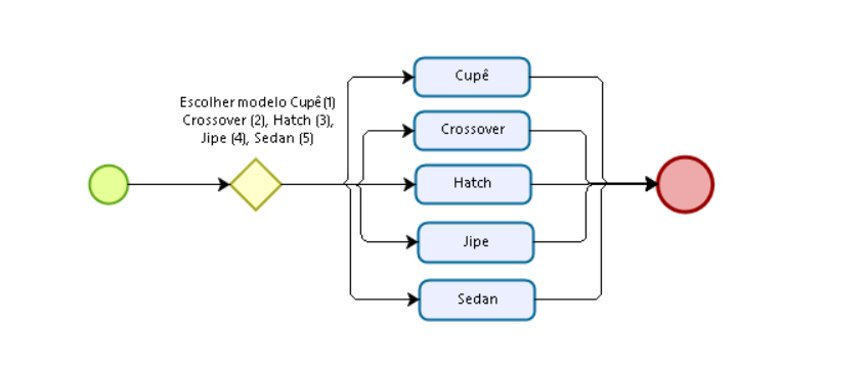 Escolher modelo Cupê(1)
Crossover (2), Hatch (3),
Jipe (4), Sedan (5)
Cupê
Crossover
Hatch
Jipe
Sedan